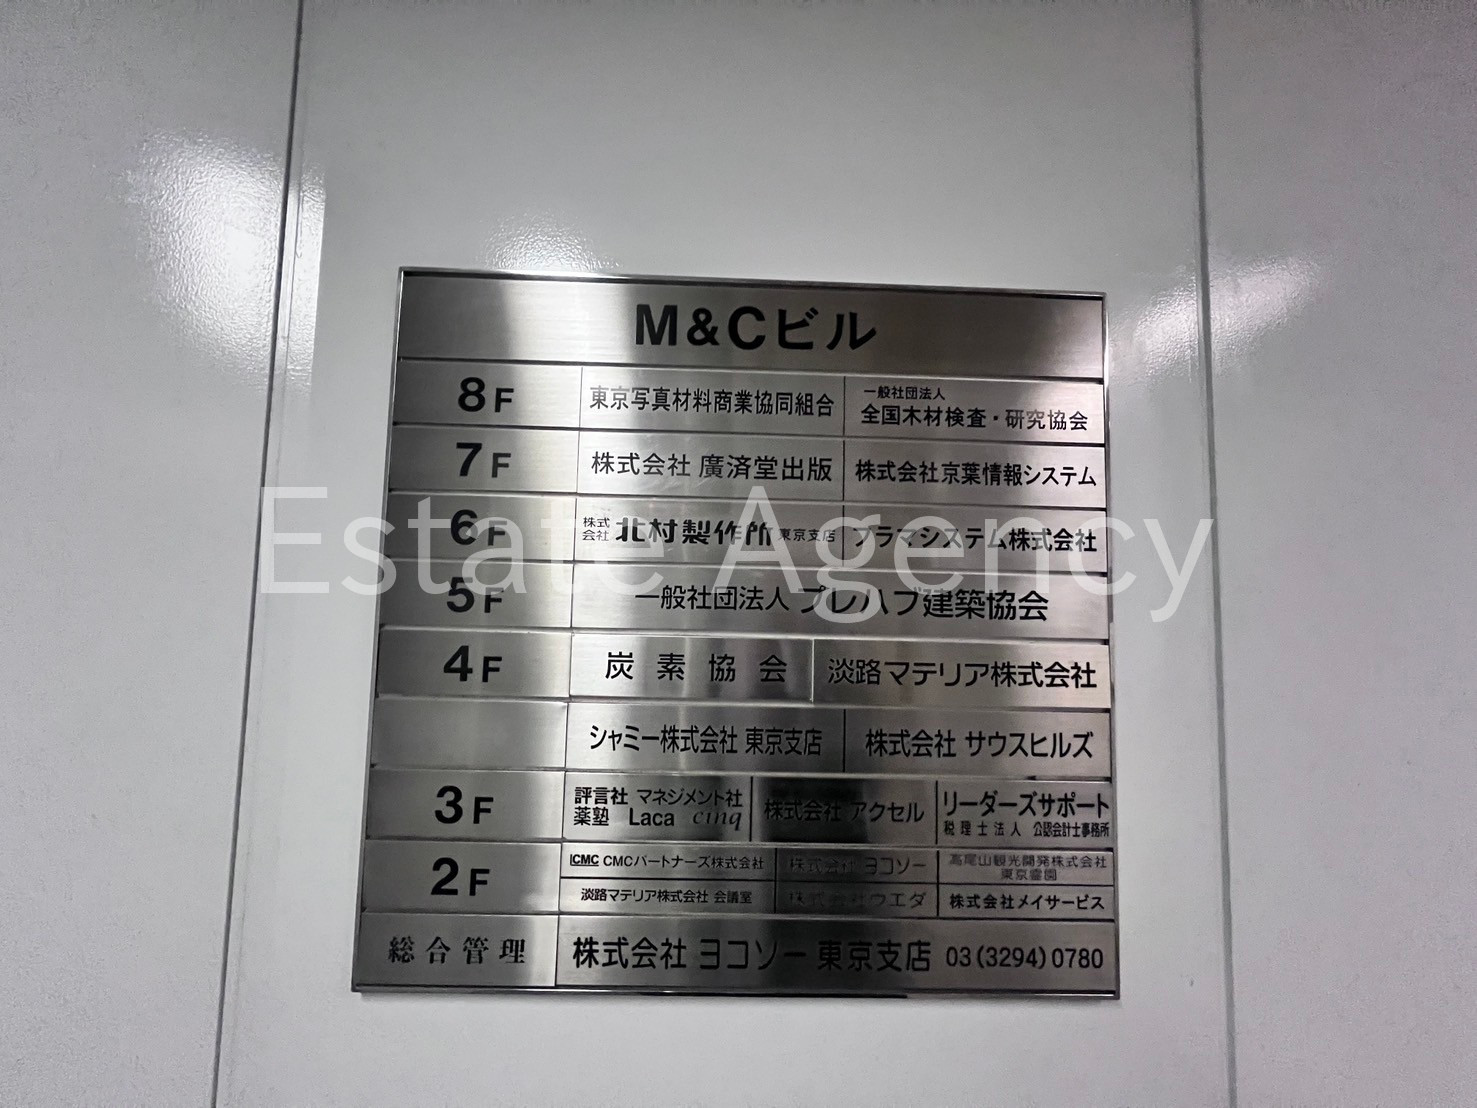 M&Cビル
8F 東京写真材料商業協同組合 一般社団法人 全国木材検査・研究協会
7F 株式会社 廣済堂出版 株式会社京葉情報システム
6F 株式会社 北村製作所 東京支店 プラマシステム株式会社
5F 一般社団法人 プレハブ建築協会
4F 炭素協会 淡路マテリア株式会社
シャミー株式会社 東京支店 株式会社 サウスヒルズ
3F 評言社 マネジメント社 薬塾 Laca cinq 株式会社 アクセル リーダーズサポート 税理士法人 公認会計士事務所
2F CMC CMCパートナーズ株式会社 株式会社 ヨコソー 高尾山観光開発株式会社 東京霊園
淡路マテリア株式会社 会議室 株式会社ウエダ 株式会社メイサービス
総合管理 株式会社 ヨコソー 東京支店 03(3294)0780
Estate Agency